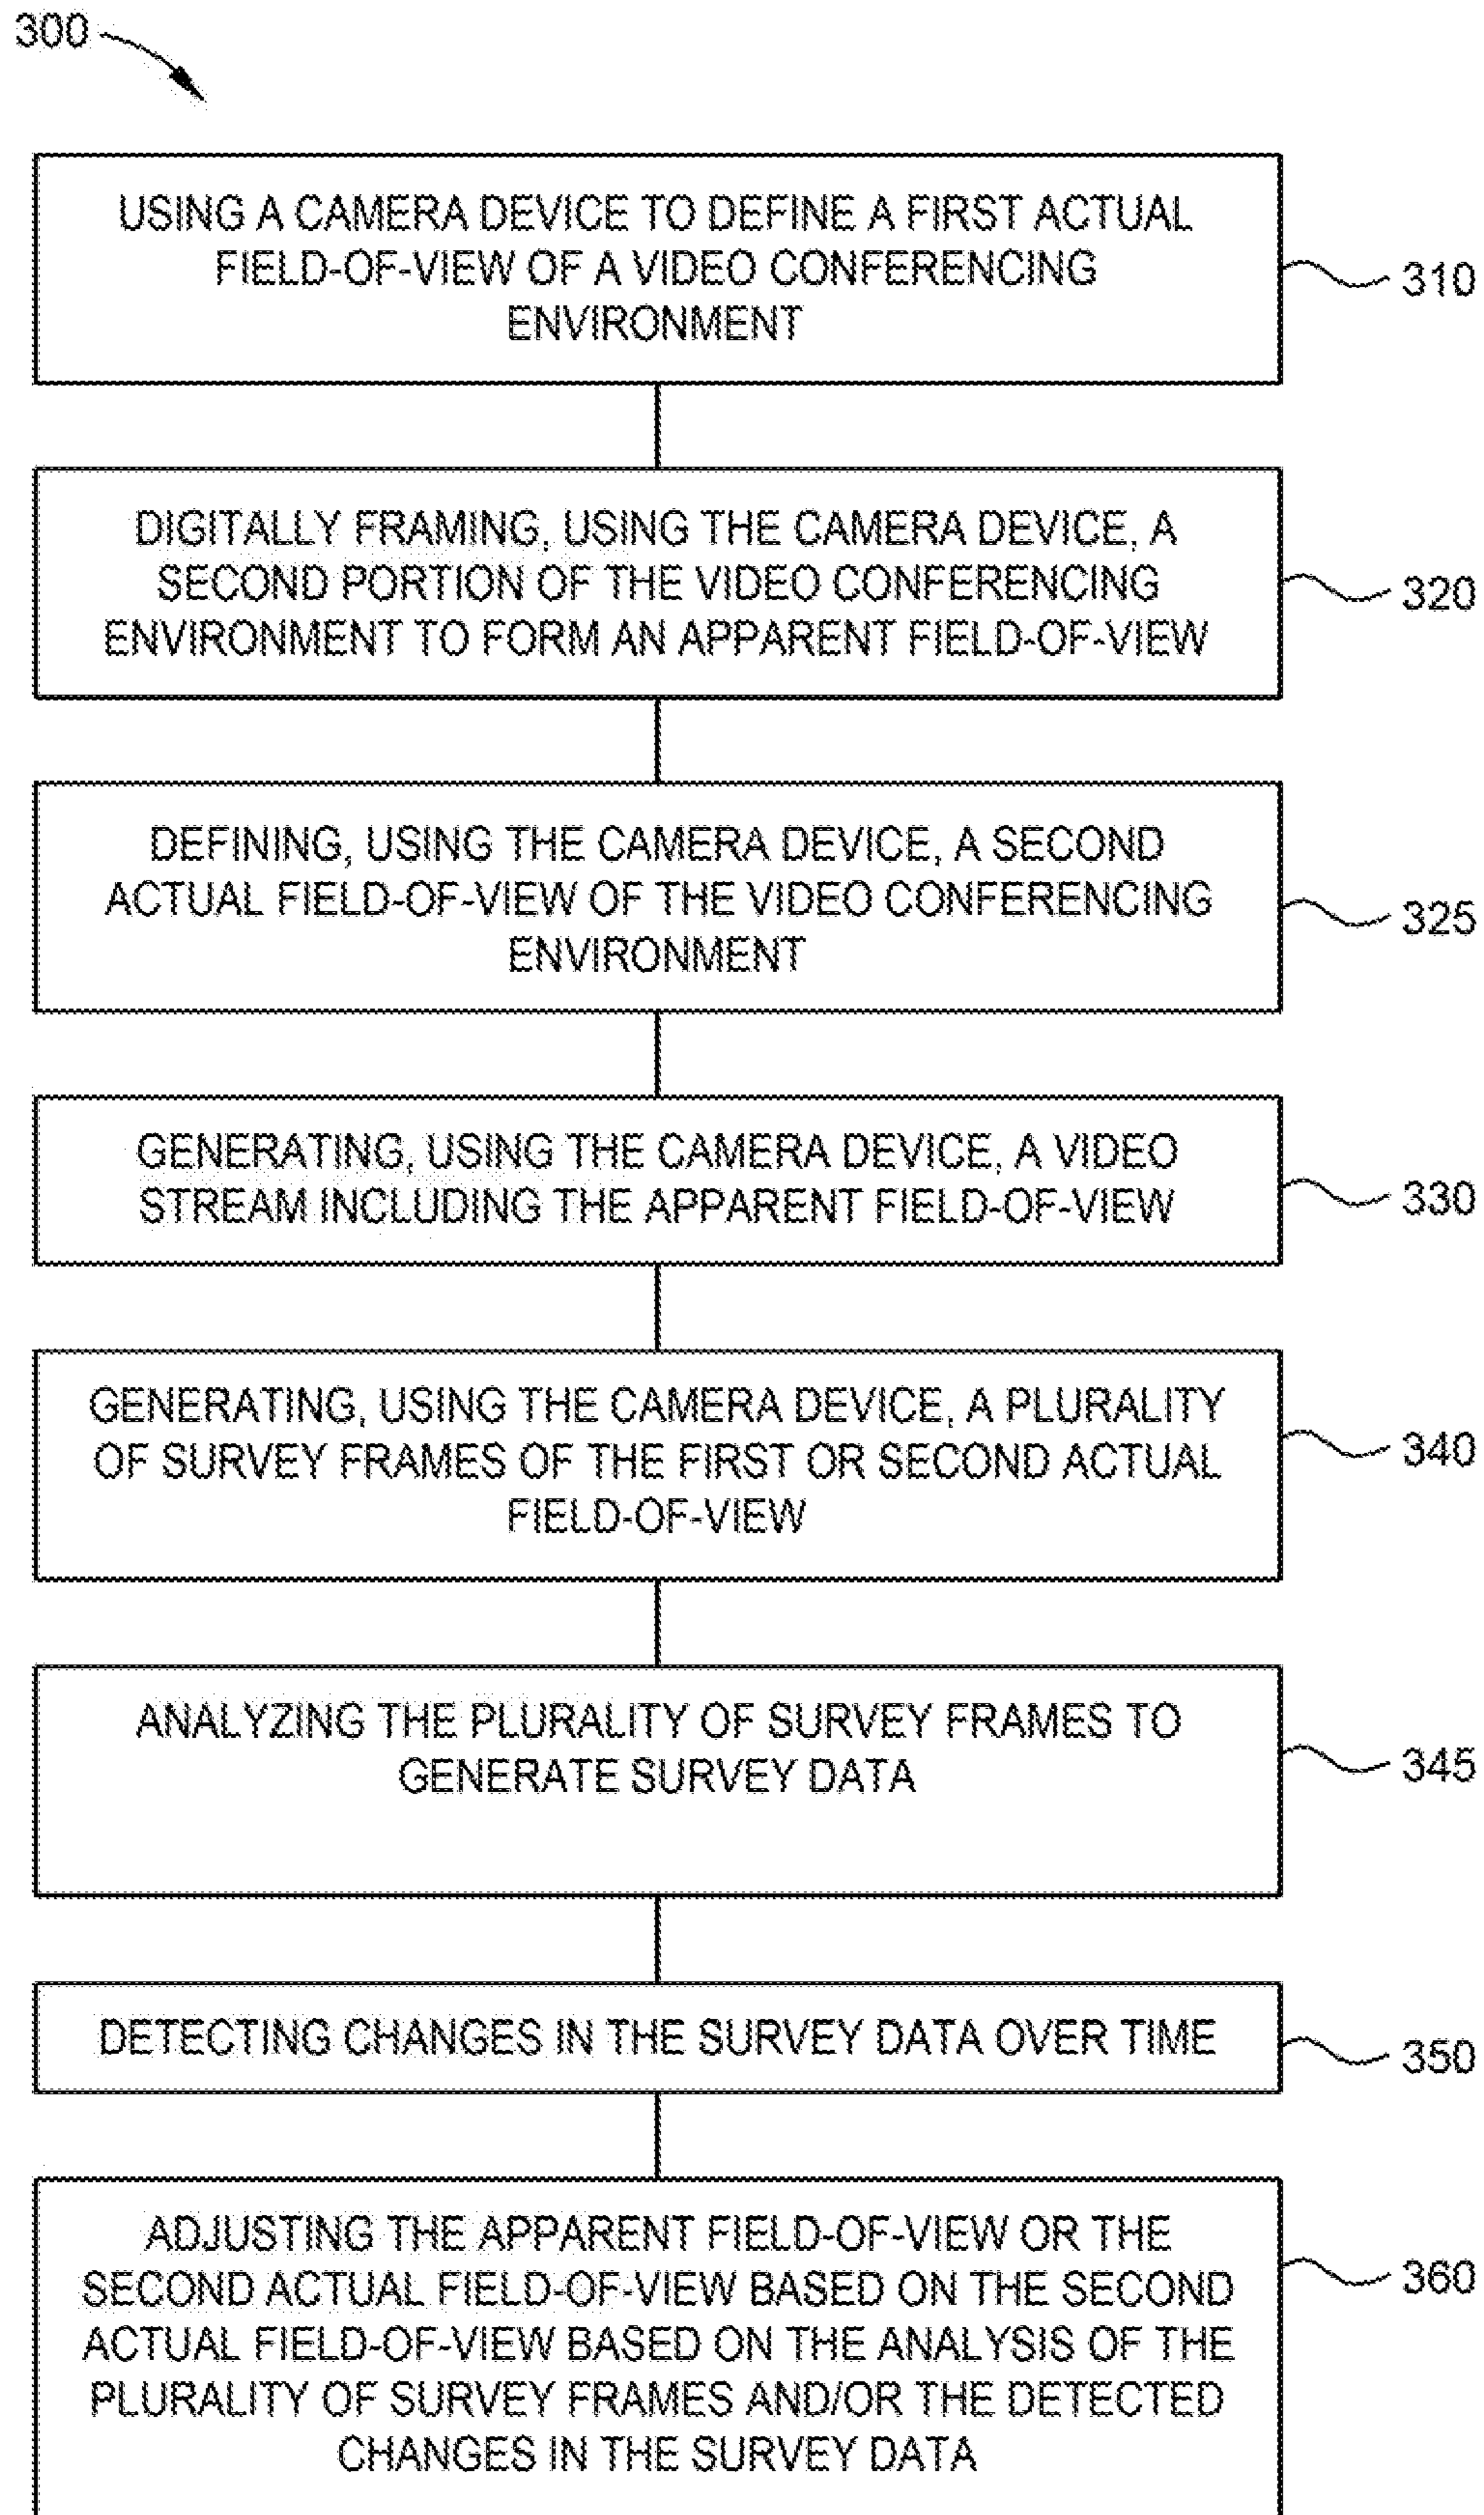 300
USING A CAMERA DEVICE TO DEFINE A FIRST ACTUAL
FIELD-OF-VIEW OF A VIDEO CONFERENCING
ENVIRONMENT
310
DIGITALLY FRAMING, USING THE CAMERA DEVICE, A
SECOND PORTION OF THE VIDEO CONFERENCING
ENVIRONMENT TO FORM AN APPARENT FIELD-OF-VIEW
320
DEFINING, USING THE CAMERA DEVICE, A SECOND
ACTUAL FIELD-OF-VIEW OF THE VIDEO CONFERENCING
ENVIRONMENT
325
GENERATING, USING THE CAMERA DEVICE, A VIDEO
STREAM INCLUDING THE APPARENT FIELD-OF-VIEW
330
GENERATING, USING THE CAMERA DEVICE, A PLURALITY
OF SURVEY FRAMES OF THE FIRST OR SECOND ACTUAL
FIELD-OF-VIEW
340
ANALYZING THE PLURALITY OF SURVEY FRAMES TO
GENERATE SURVEY DATA
345
DETECTING CHANGES IN THE SURVEY DATA OVER TIME
350
ADJUSTING THE APPARENT FIELD-OF-VIEW OR THE
SECOND ACTUAL FIELD-OF-VIEW BASED ON THE SECOND
ACTUAL FIELD-OF-VIEW BASED ON THE ANALYSIS OF THE
PLURALITY OF SURVEY FRAMES AND/OR THE DETECTED
CHANGES IN THE SURVEY DATA
360